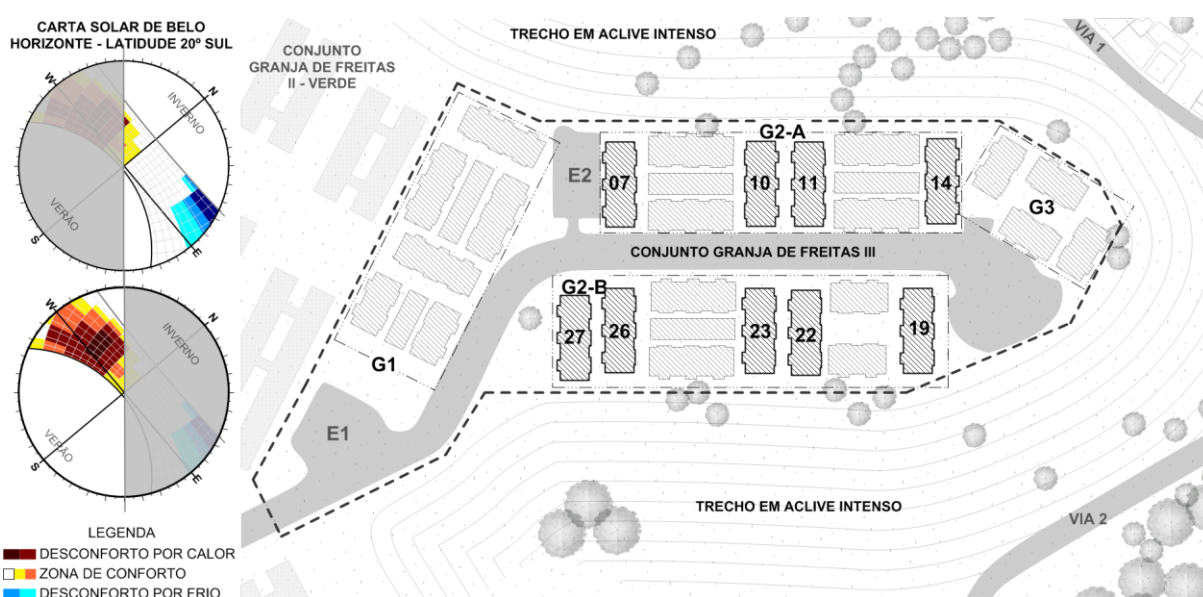 CARTA SOLAR DE BELO
HORIZONTE - LATIDUDE 20º SUL
W
N
INVERNO
VERÃO
S
E
W
N
INVERNO
VERÃO
S
E
LEGENDA
DESCONFORTO POR CALOR
ZONA DE CONFORTO
DESCONFORTO POR FRIO
CONJUNTO
GRANJA DE FREITAS
II - VERDE
TRECHO EM ACLIVE INTENSO
VIA 1
G2-A
E2
07
10
11
14
G3
CONJUNTO GRANJA DE FREITAS III
G2-B
27
26
23
22
19
G1
E1
TRECHO EM ACLIVE INTENSO
VIA 2